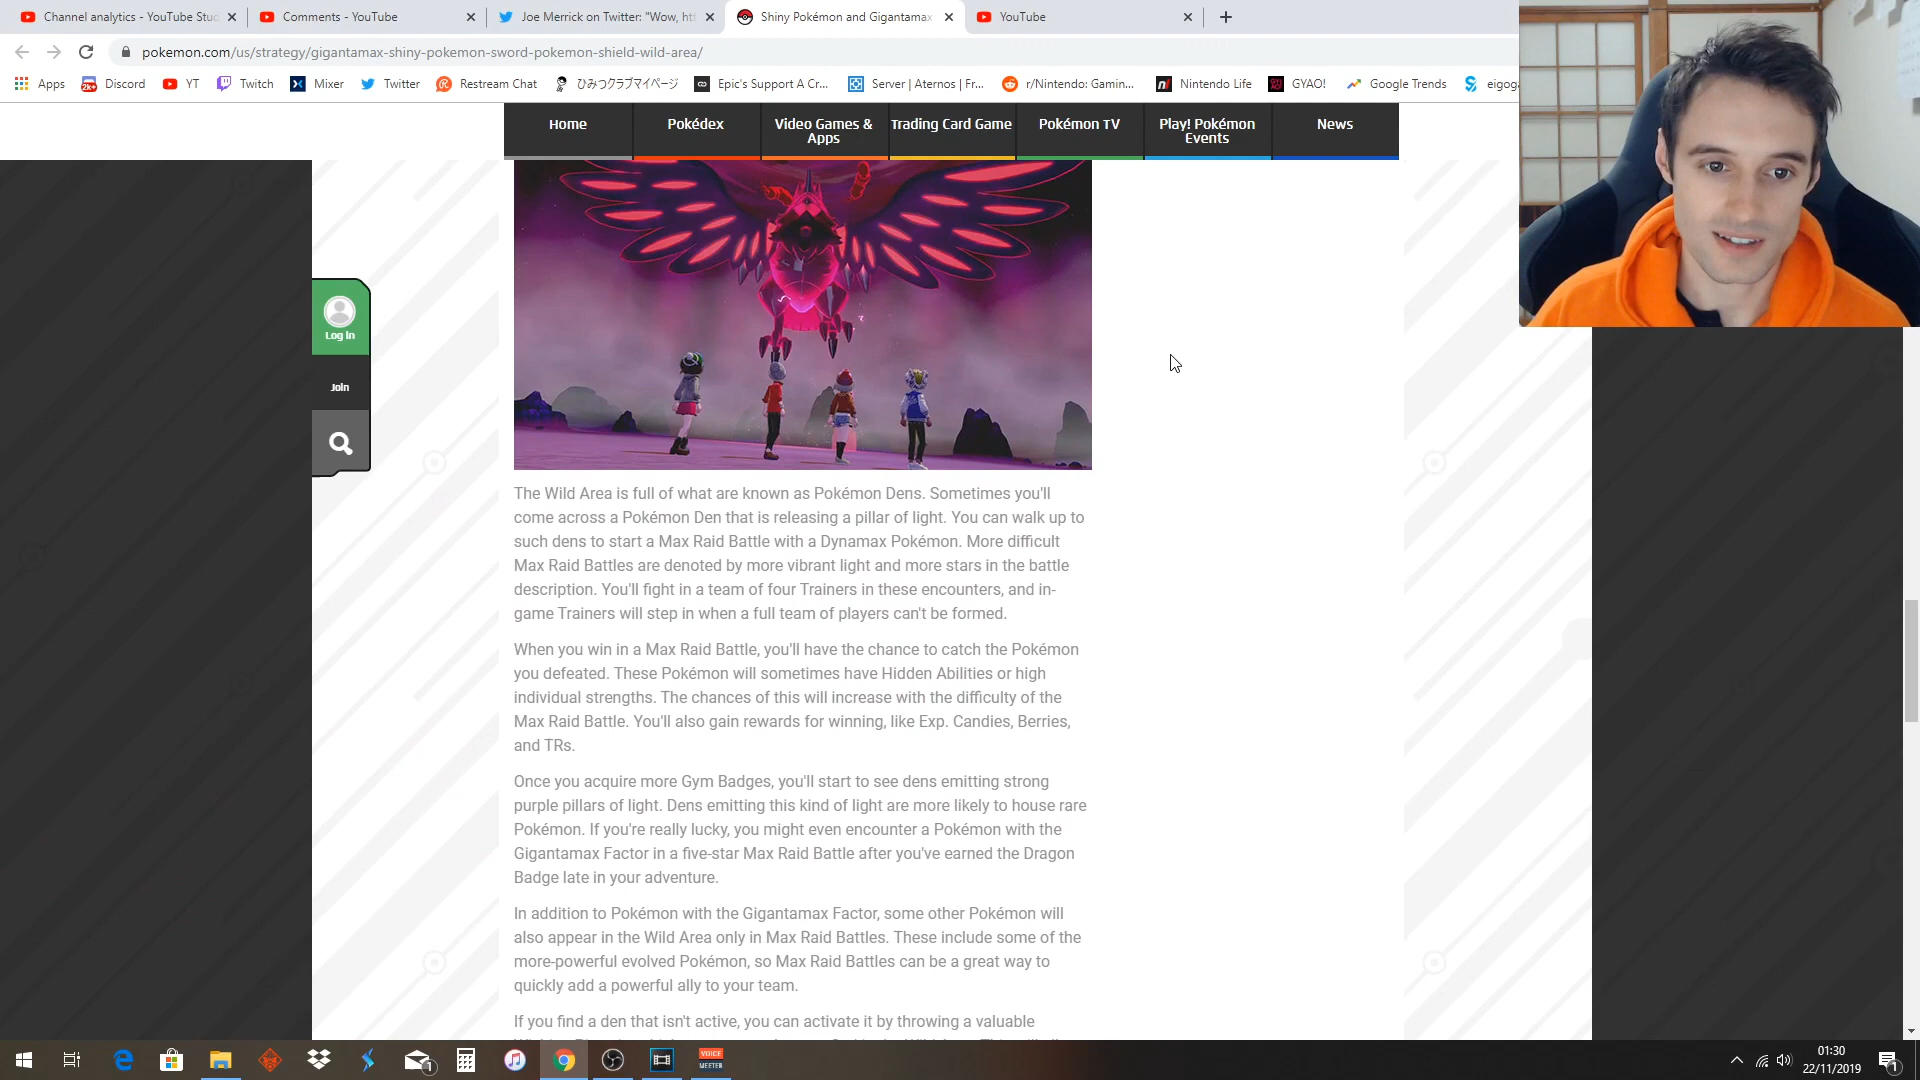 Channel analytics - YouTube Stu
Comments - YouTube
Joe Merrick on Twitter: "Wow, ht
Shiny Pokémon and Gigantamax
YouTube
pokemon.com/us/strategy/gigantamax-shiny-pokemon-sword-pokemon-shield-wild-area/
Apps
2k+
Discord
YT
Twitch
Mixer
Twitter
Restream Chat
ひみつクラブマイページ
Epic's Support A Cr...
Server | Aternos | Fr...
r/Nintendo: Gamin...
Nintendo Life
GYAO!
Google Trends
eigoga
Home
Pokédex
Video Games &
Apps
Trading Card Game
Pokémon TV
Play! Pokémon
Events
News
Log In
Join
The Wild Area is full of what are known as Pokémon Dens. Sometimes you'll
come across a Pokémon Den that is releasing a pillar of light. You can walk up to
such dens to start a Max Raid Battle with a Dynamax Pokémon. More difficult
Max Raid Battles are denoted by more vibrant light and more stars in the battle
description. You'll fight in a team of four Trainers in these encounters, and in-
game Trainers will step in when a full team of players can't be formed.
When you win in a Max Raid Battle, you'll have the chance to catch the Pokémon
you defeated. These Pokémon will sometimes have Hidden Abilities or high
individual strengths. The chances of this will increase with the difficulty of the
Max Raid Battle. You'll also gain rewards for winning, like Exp. Candies, Berries,
and TRs.
Once you acquire more Gym Badges, you'll start to see dens emitting strong
purple pillars of light. Dens emitting this kind of light are more likely to house rare
Pokémon. If you're really lucky, you might even encounter a Pokémon with the
Gigantamax Factor in a five-star Max Raid Battle after you've earned the Dragon
Badge late in your adventure.
In addition to Pokémon with the Gigantamax Factor, some other Pokémon will
also appear in the Wild Area only in Max Raid Battles. These include some of the
more-powerful evolved Pokémon, so Max Raid Battles can be a great way to
quickly add a powerful ally to your team.
If you find a den that isn't active, you can activate it by throwing a valuable
1
VOICE
MEETER
01:30
22/11/2019
1